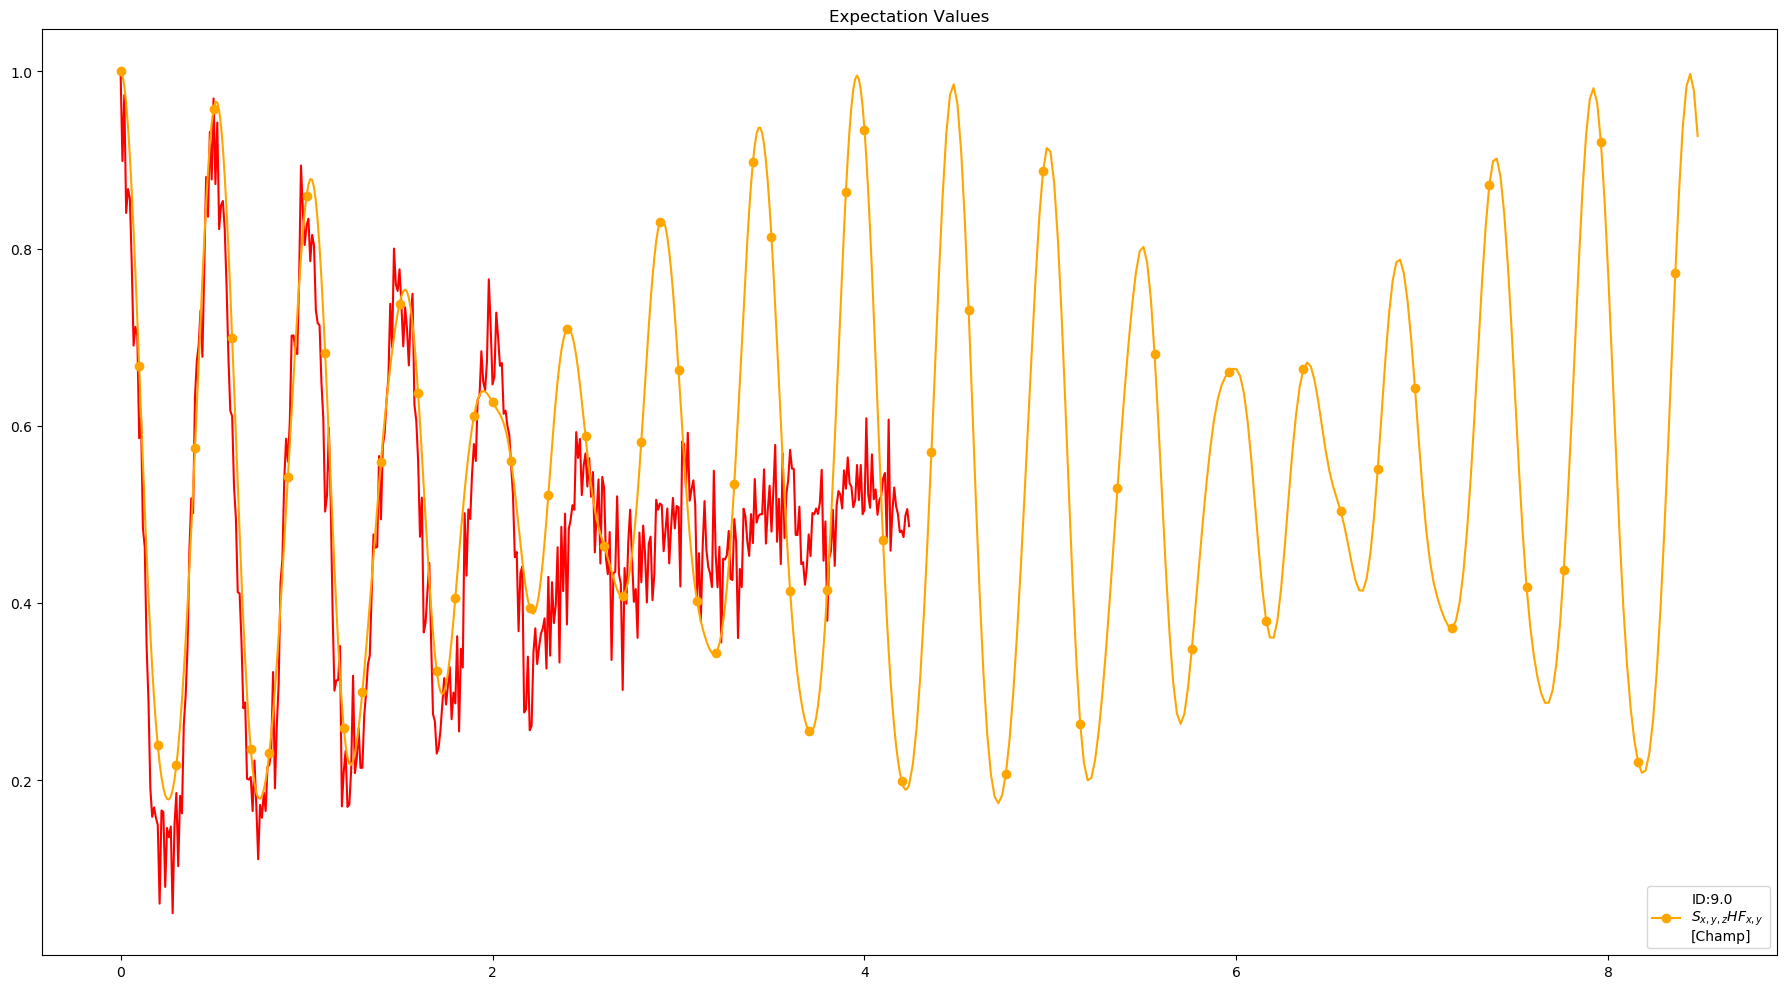 Expectation Values
1.0
0.8
0.6
0.4
0.2
0
2
4
6
8
ID:9.0
$S_{x,y,z}HF_{x,y}$
[Champ]